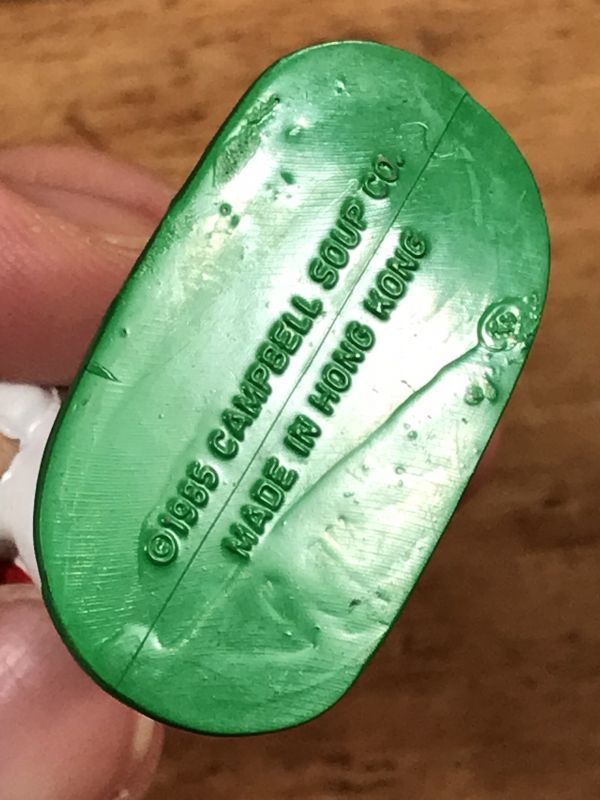 ©1985 CAMPBELL SOUP CO.
MADE IN HONG KONG